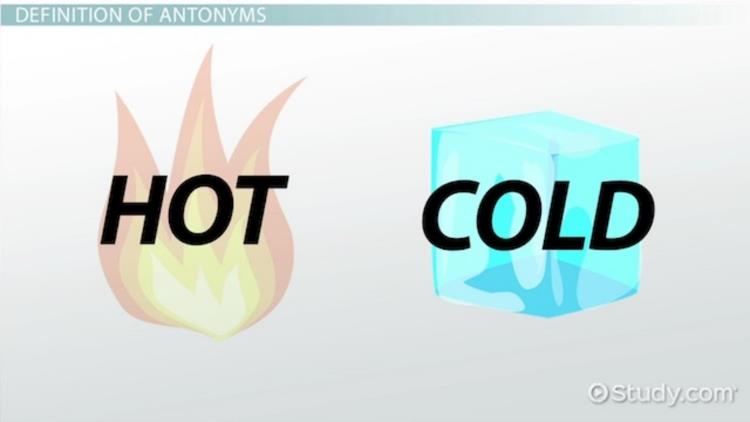 DEFINITION OF ANTONYMS
HOT
COLD
Study.com